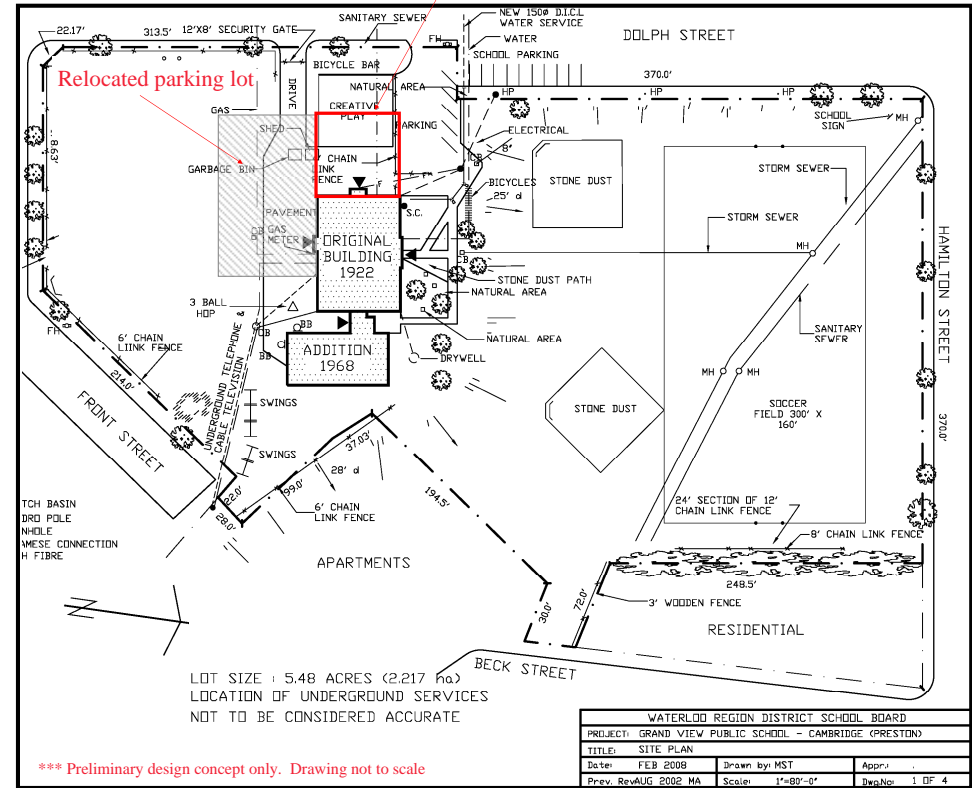 SANITARY SEWER
NEW 150ø D.I.C.L
WATER SERVICE
WATER
SCHOOL PARKING
DOLPH STREET
22.17'
313.5'
12'X8' SECURITY GATE
FH
370.0'
BICYCLE BAR
NATURAL AREA
HP
HP
HP
Relocated parking lot
DRIVE
GAS
CREATIVE
PLAY
PARKING
SCHOOL
SIGN
MH
SHED
ELECTRICAL
8"
CB
GARBAGE BIN
CHAIN
LINK
FENCE
F
FH
BICYCLES
25' d
STONE DUST
STORM SEWER
PAVEMENT
S.C.
GAS
METER
CB
ORIGINAL
BUILDING
1922
STORM SEWER
MH
STONE DUST PATH
NATURAL AREA
HAMILTON STREET
3 BALL
HOP
FH
6' CHAIN
LIINK FENCE
CB
BB
BB
ADDITION
1968
NATURAL AREA
DRYWELL
SANITARY
SEWER
MH
MH
214.0'
FRONT STREET
UNDERGROUND TELEPHONE &
CABLE TELEVISION
SWINGS
SWINGS
STONE DUST
SOCCER
FIELD 300' X
160'
370.0'
37.03'
28' d
99.0'
22.0'
28.0'
6' CHAIN
LINK FENCE
194.5'
24' SECTION OF 12'
CHAIN LINK FENCE
8' CHAIN LINK FENCE
TCH BASIN
DRO POLE
NHOLE
AMESE CONNECTION
H FIBRE
APARTMENTS
248.5'
30.0'
72.0'
3' WOODEN FENCE
RESIDENTIAL
BECK STREET
LOT SIZE : 5.48 ACRES (2.217 ha)
LOCATION OF UNDERGROUND SERVICES
NOT TO BE CONSIDERED ACCURATE
*** Preliminary design concept only. Drawing not to scale
WATERLOO REGION DISTRICT SCHOOL BOARD
PROJECT: GRAND VIEW PUBLIC SCHOOL - CAMBRIDGE (PRESTON)
TITLE: SITE PLAN
Date: FEB 2008 Drawn by: MST Appr.: .
Prev. RevAUG 2002 MA Scale: 1"=80'-0" Dwg.No: 1 OF 4